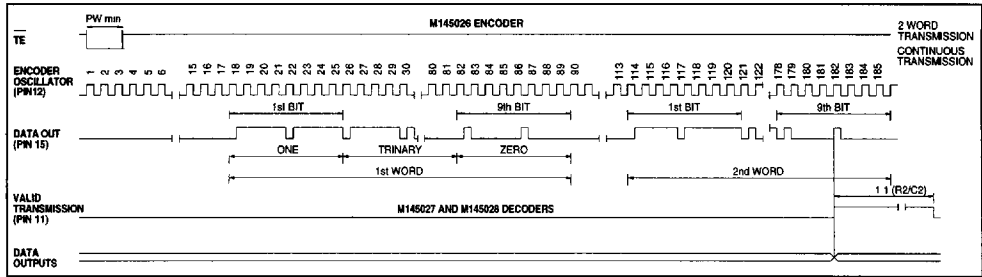 PW min
M145026 ENCODER
TE
2 WORD
TRANSMISSION
CONTINUOUS
TRANSMISSION
ENCODER
OSCILLATOR
(PIN12)
1 2 3 4 5 6 15 16 17 18 19 20 21 22 23 24 25 26 27 28 29 30 80 81 82 83 84 85 86 87 88 89 90 113 114 115 116 117 118 119 120 121 122 178 179 180 181 182 183 184 185
1st BIT 9th BIT 1st BIT 9th BIT
DATA OUT
(PIN 15)
ONE TRINARY ZERO
1st WORD 2nd WORD
1 1 (R2/C2)
VALID
TRANSMISSION
(PIN 11)
M145027 AND M145028 DECODERS
DATA
OUTPUTS